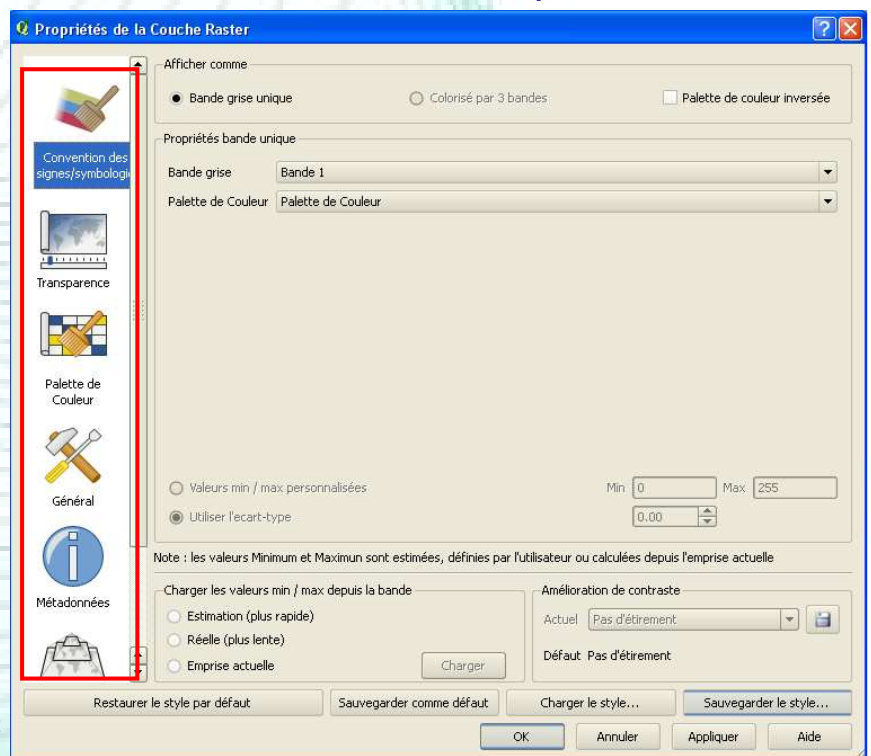 Propriétés de la Couche Raster
Convention des
signes/symbologi
Transparence
Palette de
Couleur
Général
Métadonnées
Afficher comme
Bande grise unique
Colorisé par 3 bandes
Palette de couleur inversée
Propriétés bande unique
Bande grise
Bande 1
Palette de Couleur
Palette de Couleur
Valeurs min / max personnalisées
Min 0
Max 255
Utiliser l'ecart-type
0.00
Note : les valeurs Minimum et Maximun sont estimées, définies par l'utilisateur ou calculées depuis l'emprise actuelle
Charger les valeurs min / max depuis la bande
Estimation (plus rapide)
Réelle (plus lente)
Emprise actuelle
Charger
Amélioration de contraste
Actuel Pas d'étirement
Défaut Pas d'étirement
Restaurer le style par défaut
Sauvegarder comme défaut
Charger le style...
Sauvegarder le style...
OK
Annuler
Appliquer
Aide